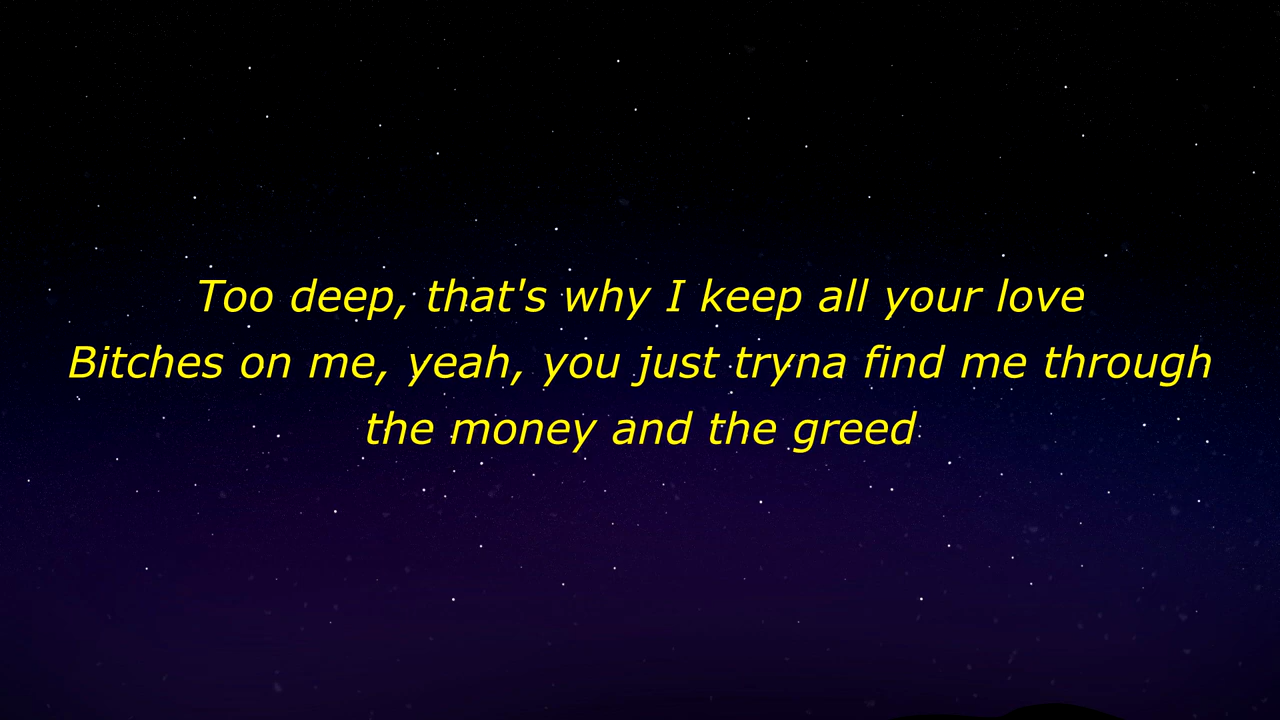 Too deep, that's why I keep all your love
Bitches on me, yeah, you just tryna find me through
the money and the greed